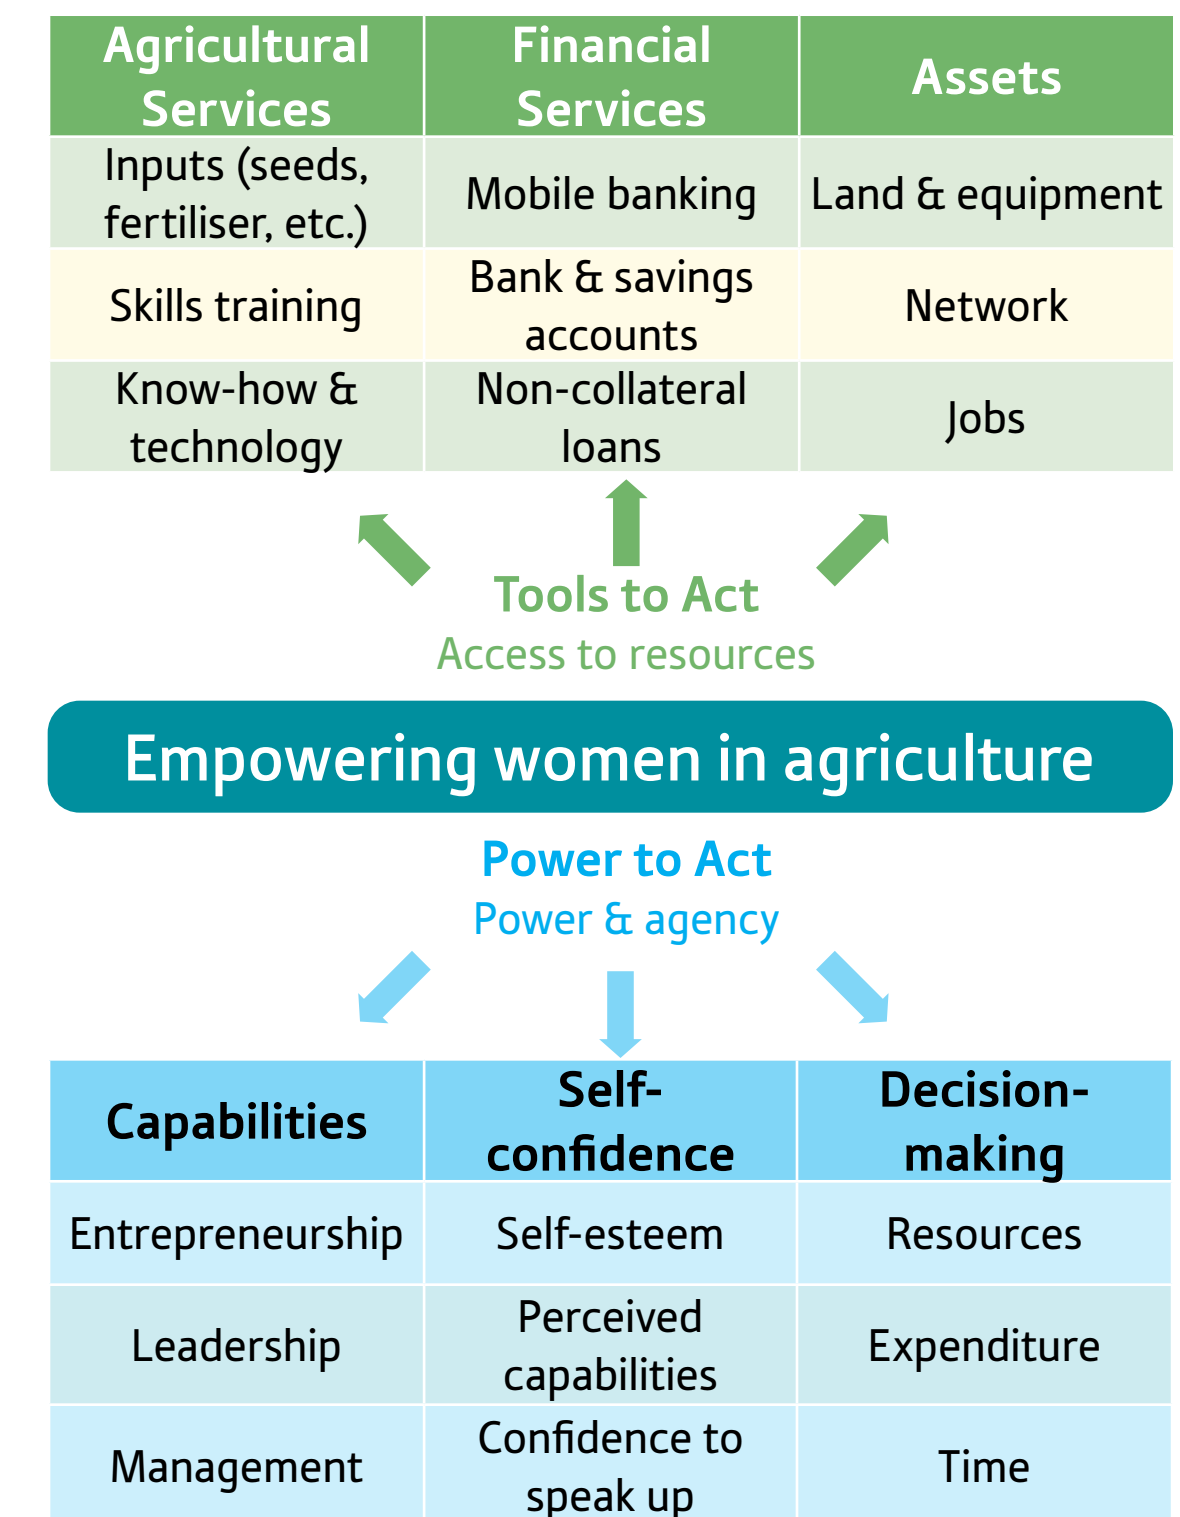 Agricultural
Services
Financial
Services
Assets
Inputs (seeds,
fertiliser, etc.)
Mobile banking
Land & equipment
Skills training
Bank & savings
accounts
Network
Know-how &
technology
Non-collateral
loans
Jobs
Tools to Act
Access to resources
Empowering women in agriculture
Power to Act
Power & agency
Capabilities
Self-
confidence
Decision-
making
Entrepreneurship
Self-esteem
Resources
Leadership
Perceived
capabilities
Expenditure
Management
Confidence to
speak up
Time